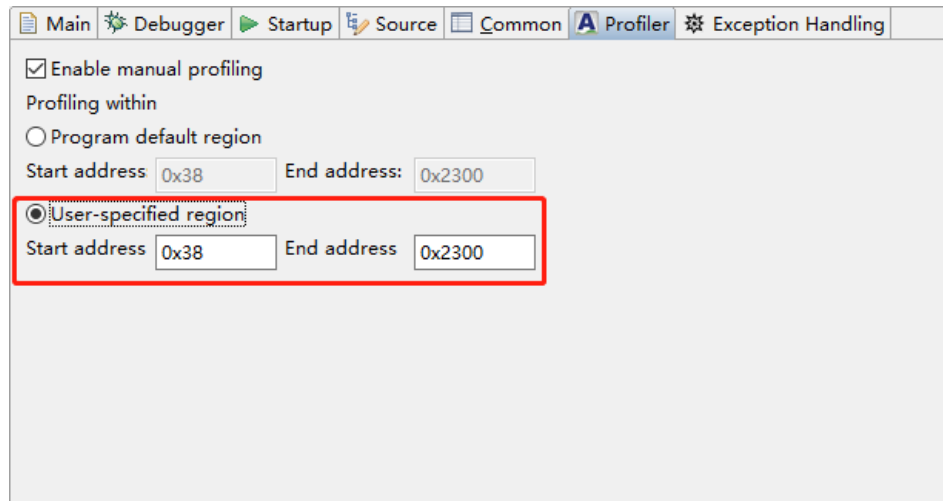 Main Debugger Startup Source Common Profiler Exception Handling
Enable manual profiling
Profiling within
Program default region
Start address 0x38 End address: 0x2300
User-specified region
Start address 0x38 End address 0x2300